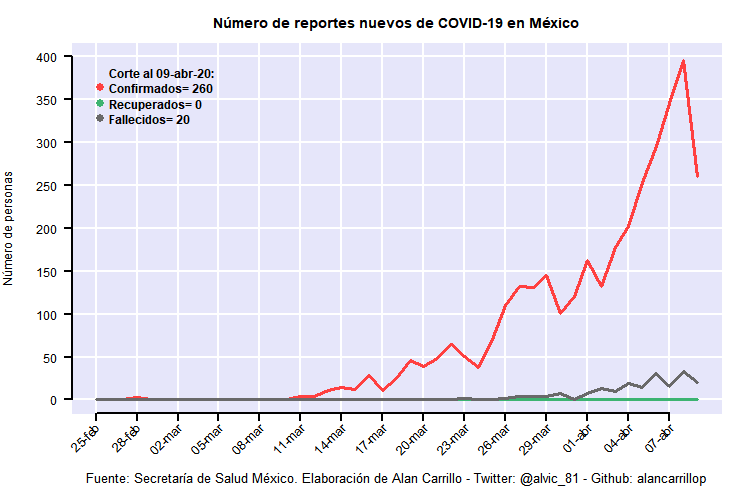 Número de reportes nuevos de COVID-19 en México
Número de personas
400
350
300
250
200
150
100
50
0
Corte al 09-abr-20:
Confirmados= 260
Recuperados= 0
Fallecidos= 20
25-feb
28-feb
02-mar
05-mar
08-mar
11-mar
14-mar
17-mar
20-mar
23-mar
26-mar
29-mar
01-abr
04-abr
07-abr
Fuente: Secretaría de Salud México. Elaboración de Alan Carrillo - Twitter: @alvic_81 - Github: alancarrillop